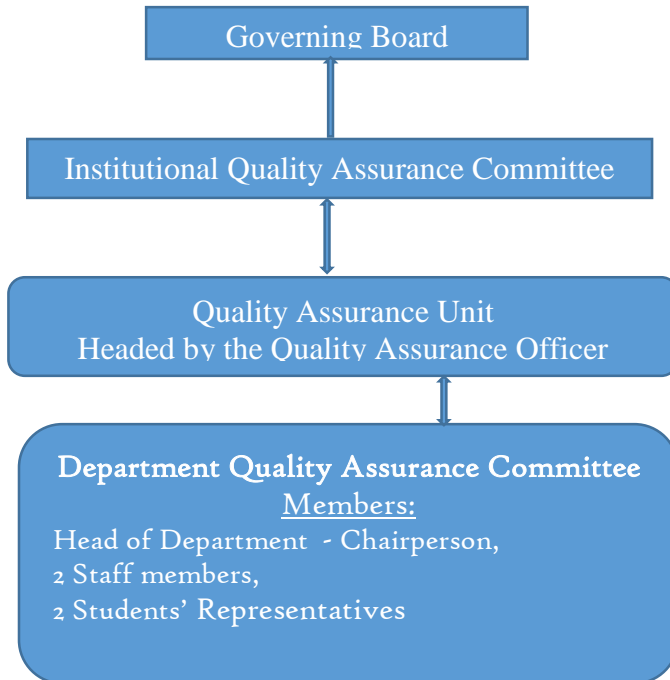 Governing Board
Institutional Quality Assurance Committee
Quality Assurance Unit
Headed by the Quality Assurance Officer
Department Quality Assurance Committee
Members:
Head of Department - Chairperson,
2 Staff members,
2 Students’ Representatives